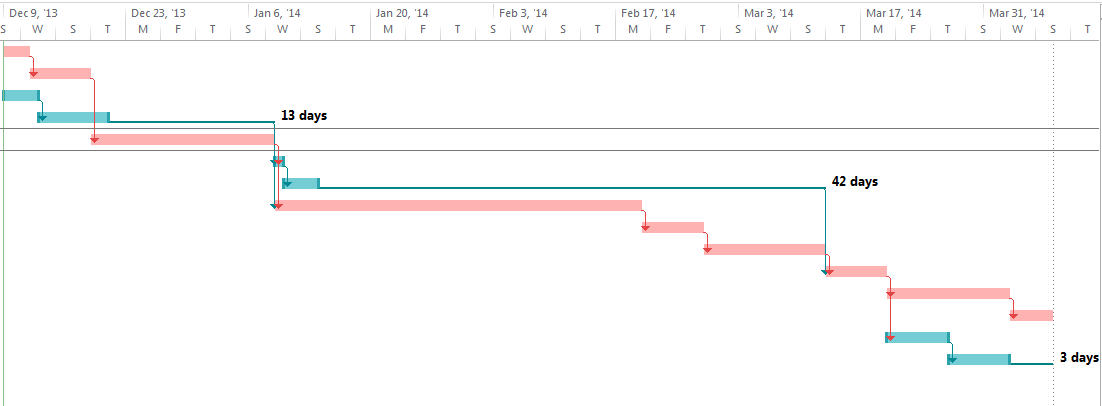 Dec 9, '13 Dec 23, '13 Jan 6, '14 Jan 20, '14 Feb 3, '14 Feb 17, '14 Mar 3, '14 Mar 17, '14 Mar 31, '14
S W S T M F T S W S T M F T S W S T M F T S W S T M F T S W S T
13 days
42 days
3 days